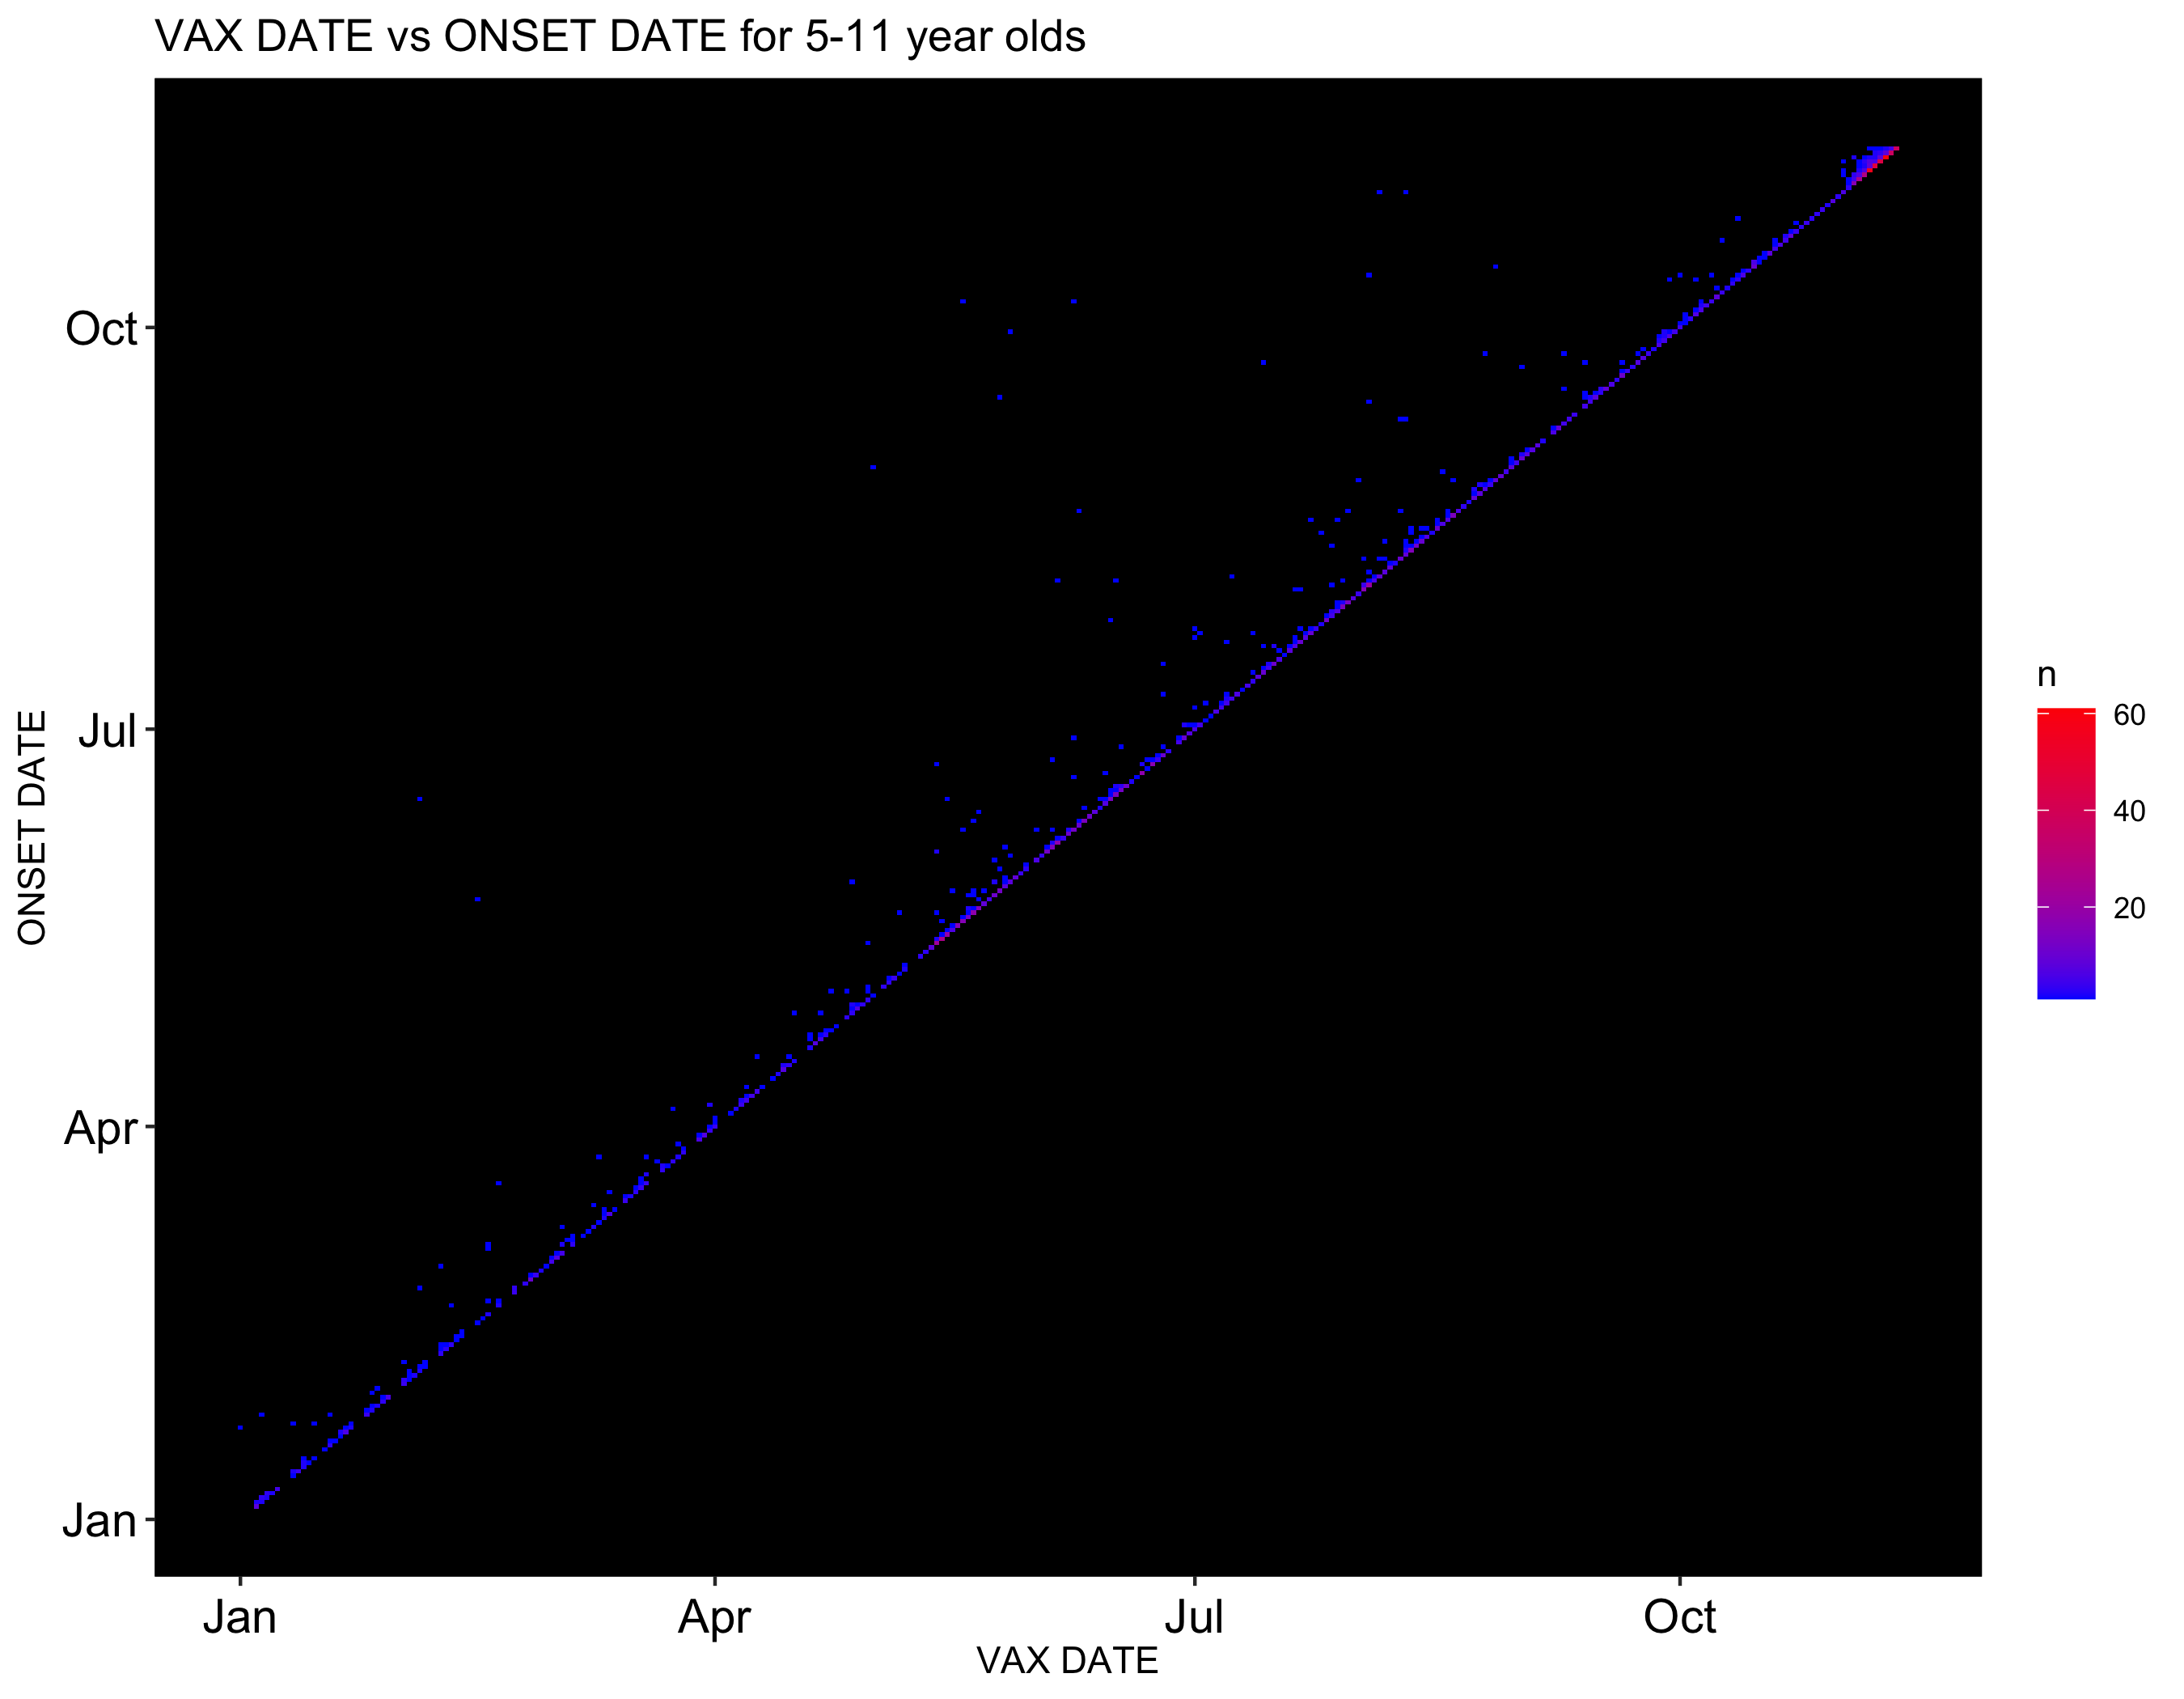 VAX DATE vs ONSET DATE for 5-11 year olds
ONSET DATE
Oct
Jul
Apr
Jan
Jan
Apr
Jul
Oct
VAX DATE
n
60
40
20